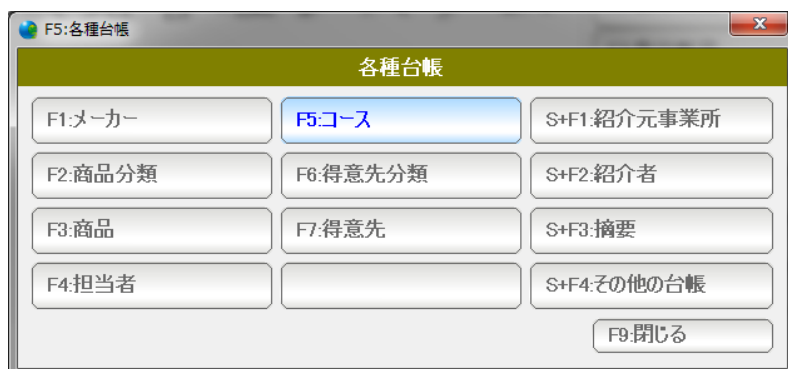 F5:各種台帳
各種台帳
F1:メーカー
F5:コース
S+F1:紹介元事業所
F2:商品分類
F6:得意先分類
S+F2:紹介者
F3:商品
F7:得意先
S+F3:摘要
F4:担当者
S+F4:その他の台帳
F9:閉じる